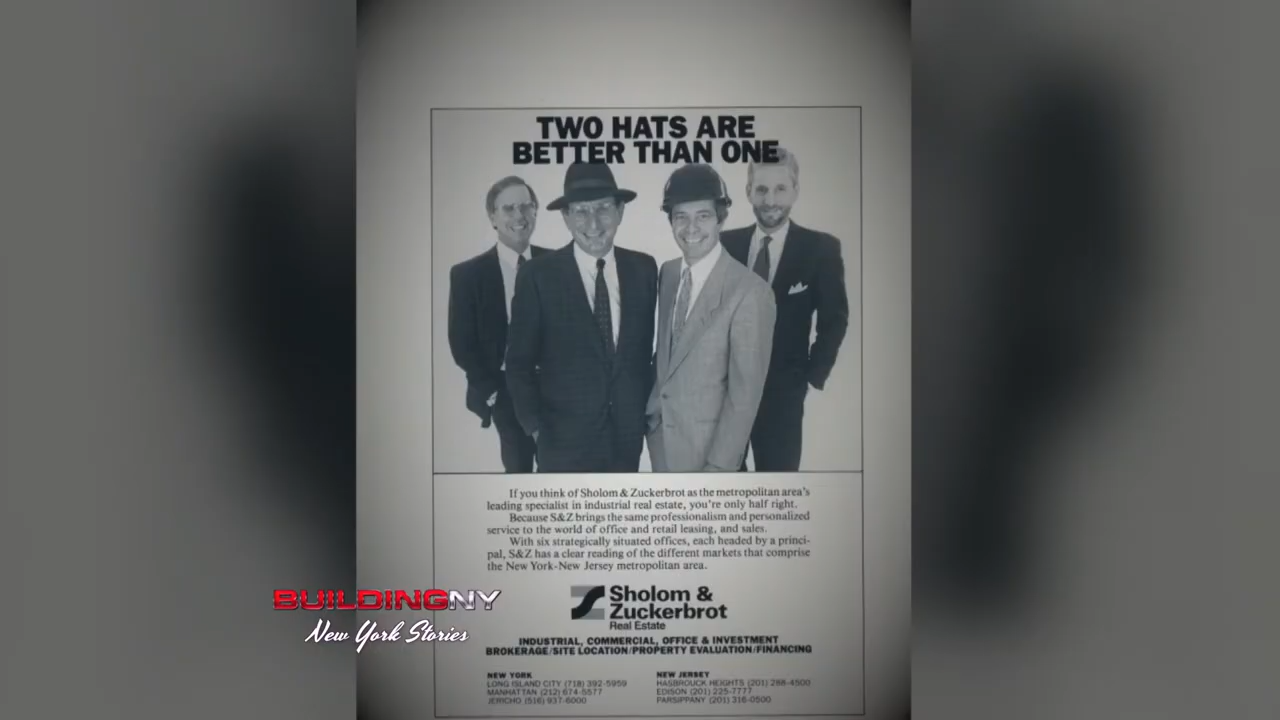 TWO HATS ARE
BETTER THAN ONE
If you think of Sholom & Zuckerbrot as the metropolitan area's
leading specialist in industrial real estate, you're only half right.
Because S&Z brings the same professionalism and personalized
service to the world of office and retail leasing, and sales.
With six strategically situated offices, each headed by a princi-
pal, S&Z has a clear reading of the different markets that comprise
the New York-New Jersey metropolitan area.
Sholom &
Zuckerbrot
Real Estate
INDUSTRIAL, COMMERCIAL, OFFICE & INVESTMENT
BROKERAGE/SITE LOCATION/PROPERTY EVALUATION/FINANCING
NEW YORK
LONG ISLAND CITY (718) 392-5959
MANHATTAN (212) 674-5577
JERICHO (516) 937-6000
NEW JERSEY
HASBROUCK HEIGHTS (201) 288-4500
EDISON (201) 225-7777
PARSIPPANY (201) 316-0500
BUILDINGNY
New York Stories